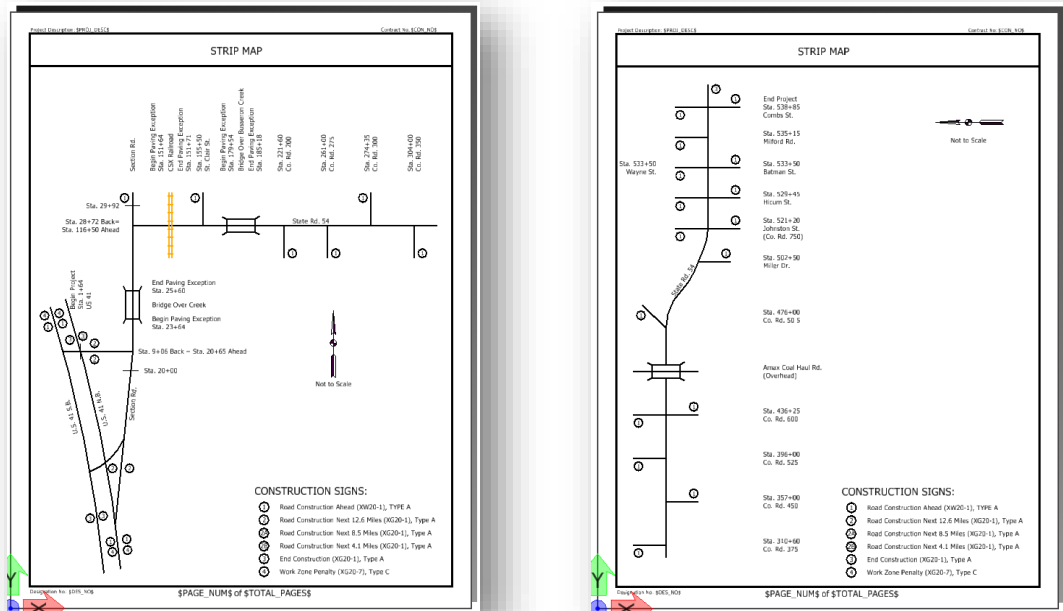 Project Description: $PROJ_DESC$
Contract No. $CON_NO$
STRIP MAP
Section Rd.
Begin Paving Exception
Sta. 151+64
CSX Railroad
End Paving Exception
Sta. 151+71
Sta. 155+50
St. Clair St.
Begin Paving Exception
Sta. 179+54
Bridge Over Busseron Creek
End Paving Exception
Sta. 185+18
Sta. 221+60
Co. Rd. 200
Sta. 261+00
Co. Rd. 275
Sta. 274+35
Co. Rd. 300
Sta. 304+00
Co. Rd. 350
Sta. 29+92
Sta. 28+72 Back=
Sta. 116+50 Ahead
State Rd. 54
Begin Project
Sta. 1+64
US 41
End Paving Exception
Sta. 25+60
Bridge Over Creek
Begin Paving Exception
Sta. 23+64
Sta. 9+06 Back = Sta. 20+65 Ahead
Sta. 20+00
Not to Scale
U.S. 41 S.B.
U.S. 41 N.B.
Section Rd.
CONSTRUCTION SIGNS:
1 Road Construction Ahead (XW20-1), TYPE A
2 Road Construction Next 12.6 Miles (XG20-1), Type A
2A Road Construction Next 8.5 Miles (XG20-1), Type A
2B Road Construction Next 4.1 Miles (XG20-1), Type A
3 End Construction (XG20-1), Type A
4 Work Zone Penalty (XG20-7), Type C
Designation No: $DES_NO$
$PAGE_NUM$ of $TOTAL_PAGES$
Y
X
Project Description: $PROJ_DESC$
Contract No. $CON_NO$
STRIP MAP
End Project
Sta. 538+85
Combs St.
Sta. 535+15
Milford Rd.
Sta. 533+50
Wayne St.
Sta. 533+50
Batman St.
Sta. 529+45
Hicum St.
Sta. 521+20
Johnston St.
(Co. Rd. 750)
Sta. 502+50
Miler Dr.
State Rd. 54
Sta. 476+00
Co. Rd. 50 S
Amax Coal Haul Rd.
(Overhead)
Sta. 436+25
Co. Rd. 600
Sta. 396+00
Co. Rd. 525
Sta. 357+00
Co. Rd. 450
Sta. 310+60
Co. Rd. 375
Not to Scale
CONSTRUCTION SIGNS:
1 Road Construction Ahead (XW20-1), TYPE A
2 Road Construction Next 12.6 Miles (XG20-1), Type A
2A Road Construction Next 8.5 Miles (XG20-1), Type A
2B Road Construction Next 4.1 Miles (XG20-1), Type A
3 End Construction (XG20-1), Type A
4 Work Zone Penalty (XG20-7), Type C
Designation No: $DES_NO$
$PAGE_NUM$ of $TOTAL_PAGES$
Y
X